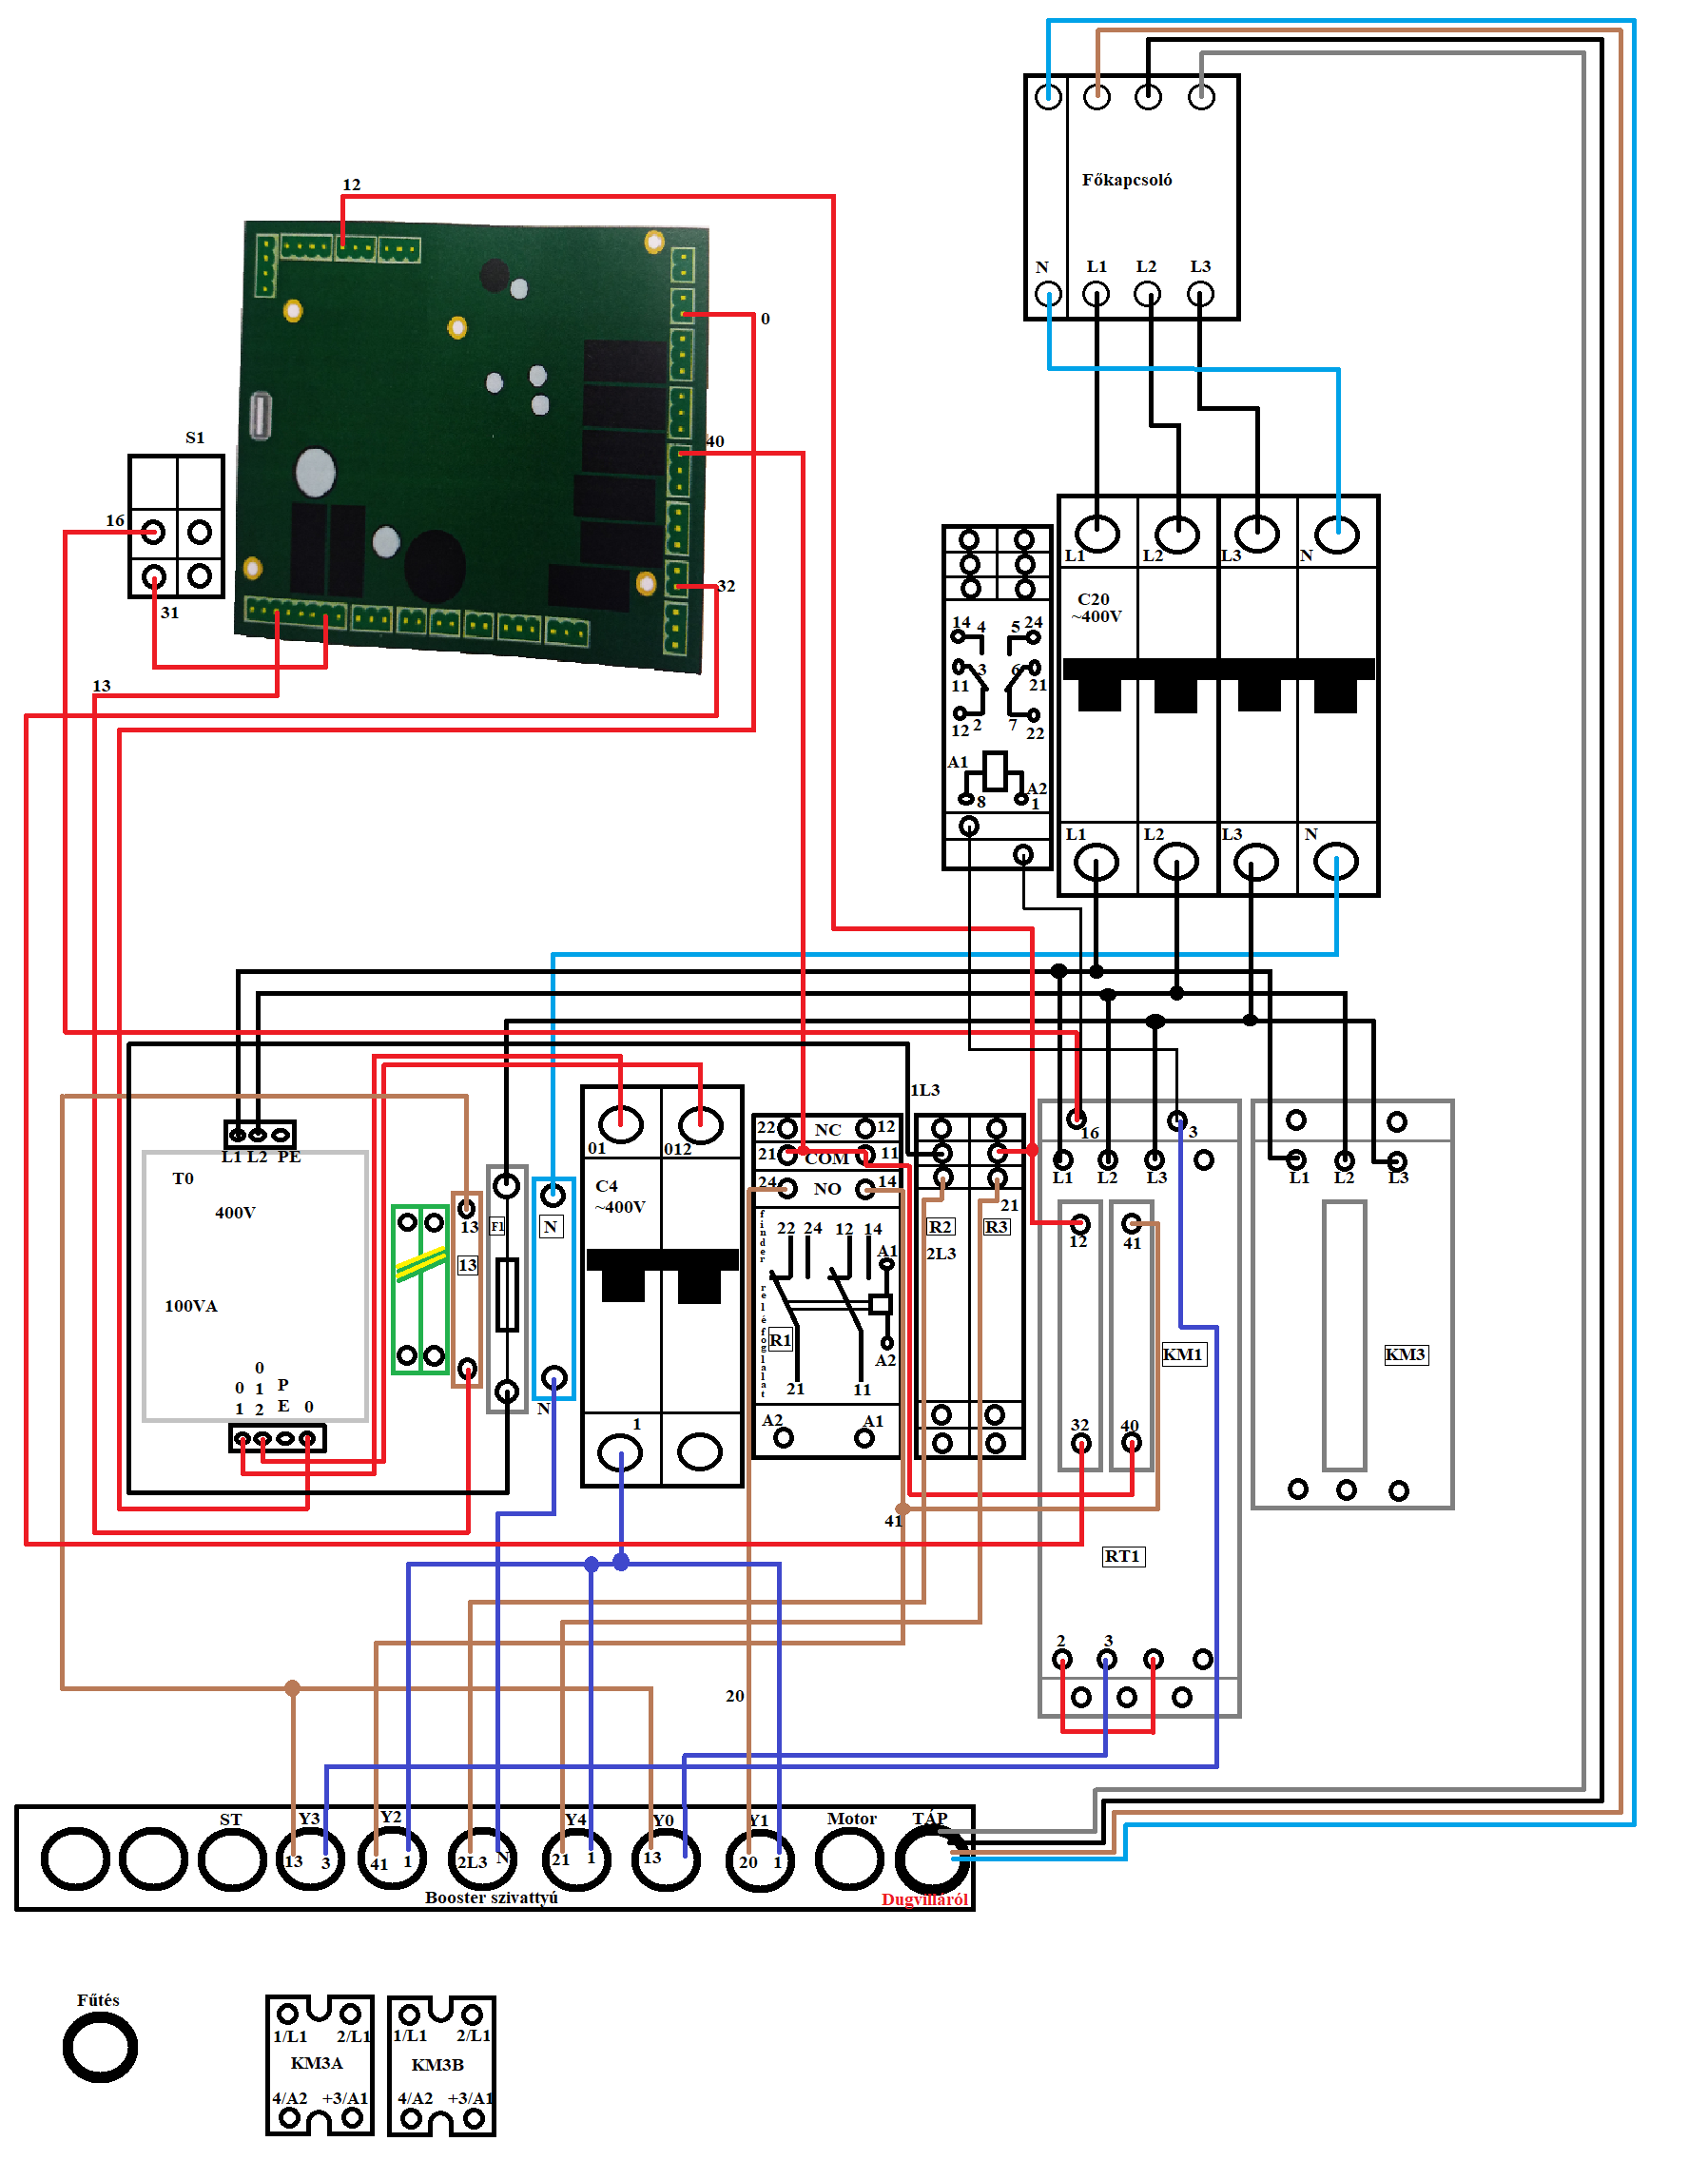 12
Főkapcsoló
N L1 L2 L3
0
S1
40
16
31
32
13
L1 L2 L3 N
C20
~400V
14 4 5 24
11 3 6 21
12 2 7 22
A1 A2
8 1
L1 L2 L3 N
1L3
L1 L2 PE
T0
400V
100VA
0
1
0
1
2
P
E
0
13
13
F1
N
N
01 012
C4
~400V
1
22 NC 12
21 COM 11
24 NO 14
finder
reléfoglalat
22 24 12 14
A1
R1
A2
21 11
A2 A1
21
R2 R3
2L3
16 3
L1 L2 L3
12 41
KM1
32 40
41
RT1
2 3
L1 L2 L3
KM3
20
ST Y3 Y2 Y4 Y0 Y1 Motor TÁP
13 3 41 1 2L3 N 21 1 13 20 1
Booster szivattyú
Dugvilláról
Fűtés
1/L1 2/L1
KM3A
4/A2 +3/A1
1/L1 2/L1
KM3B
4/A2 +3/A1